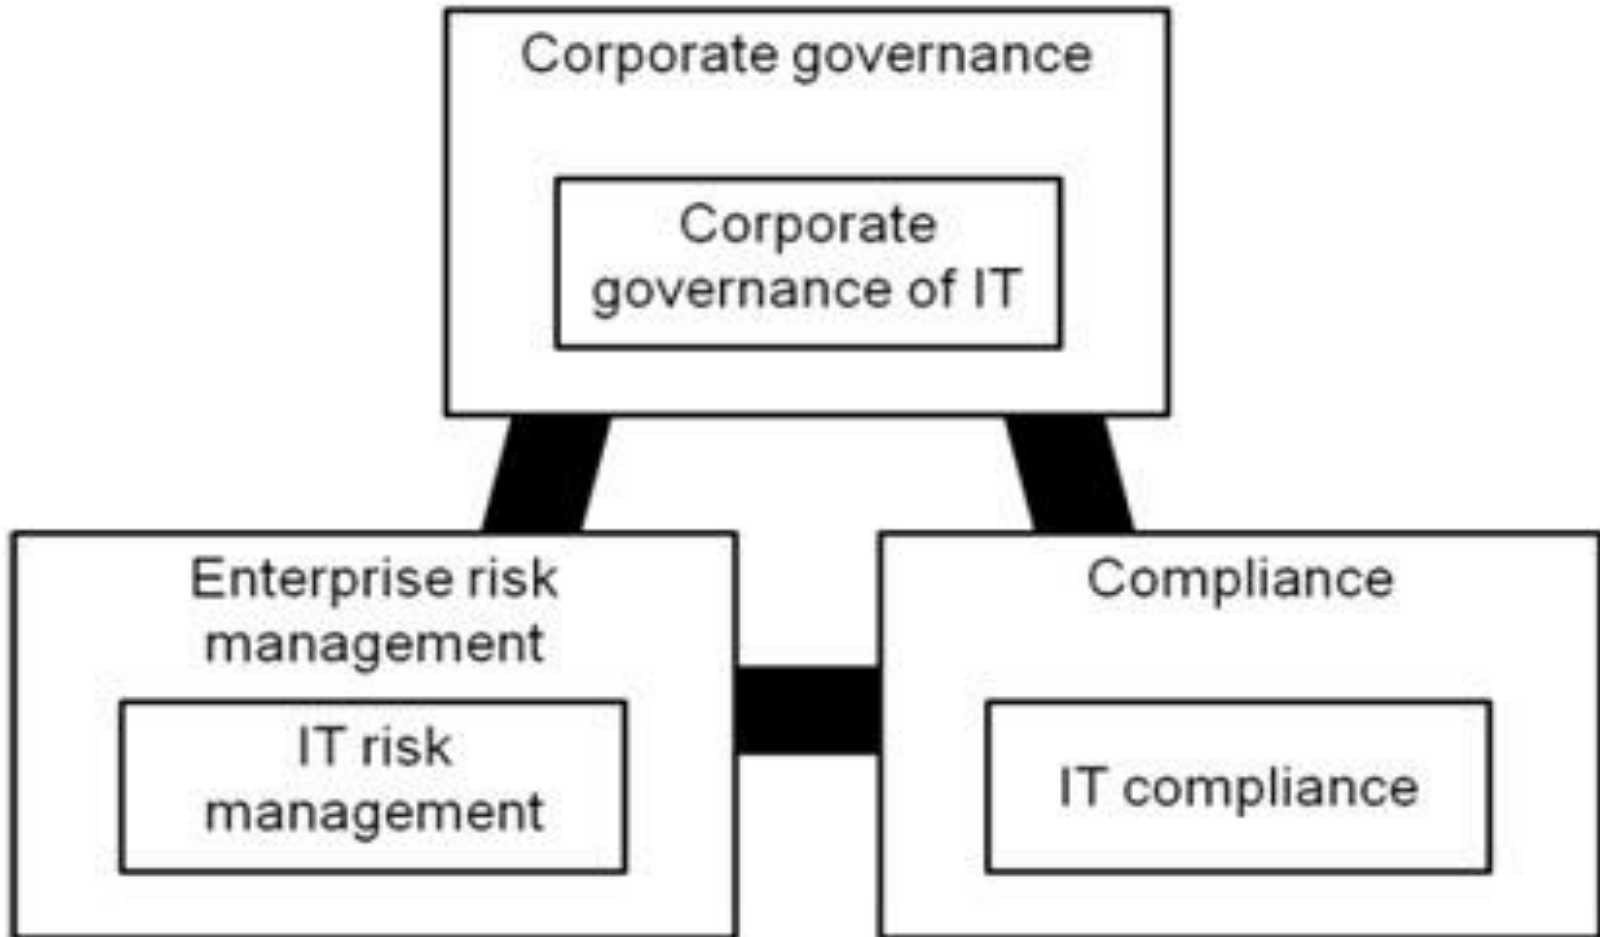 Corporate governance
Corporate
governance of IT
Enterprise risk
management
IT risk
management
Compliance
IT compliance